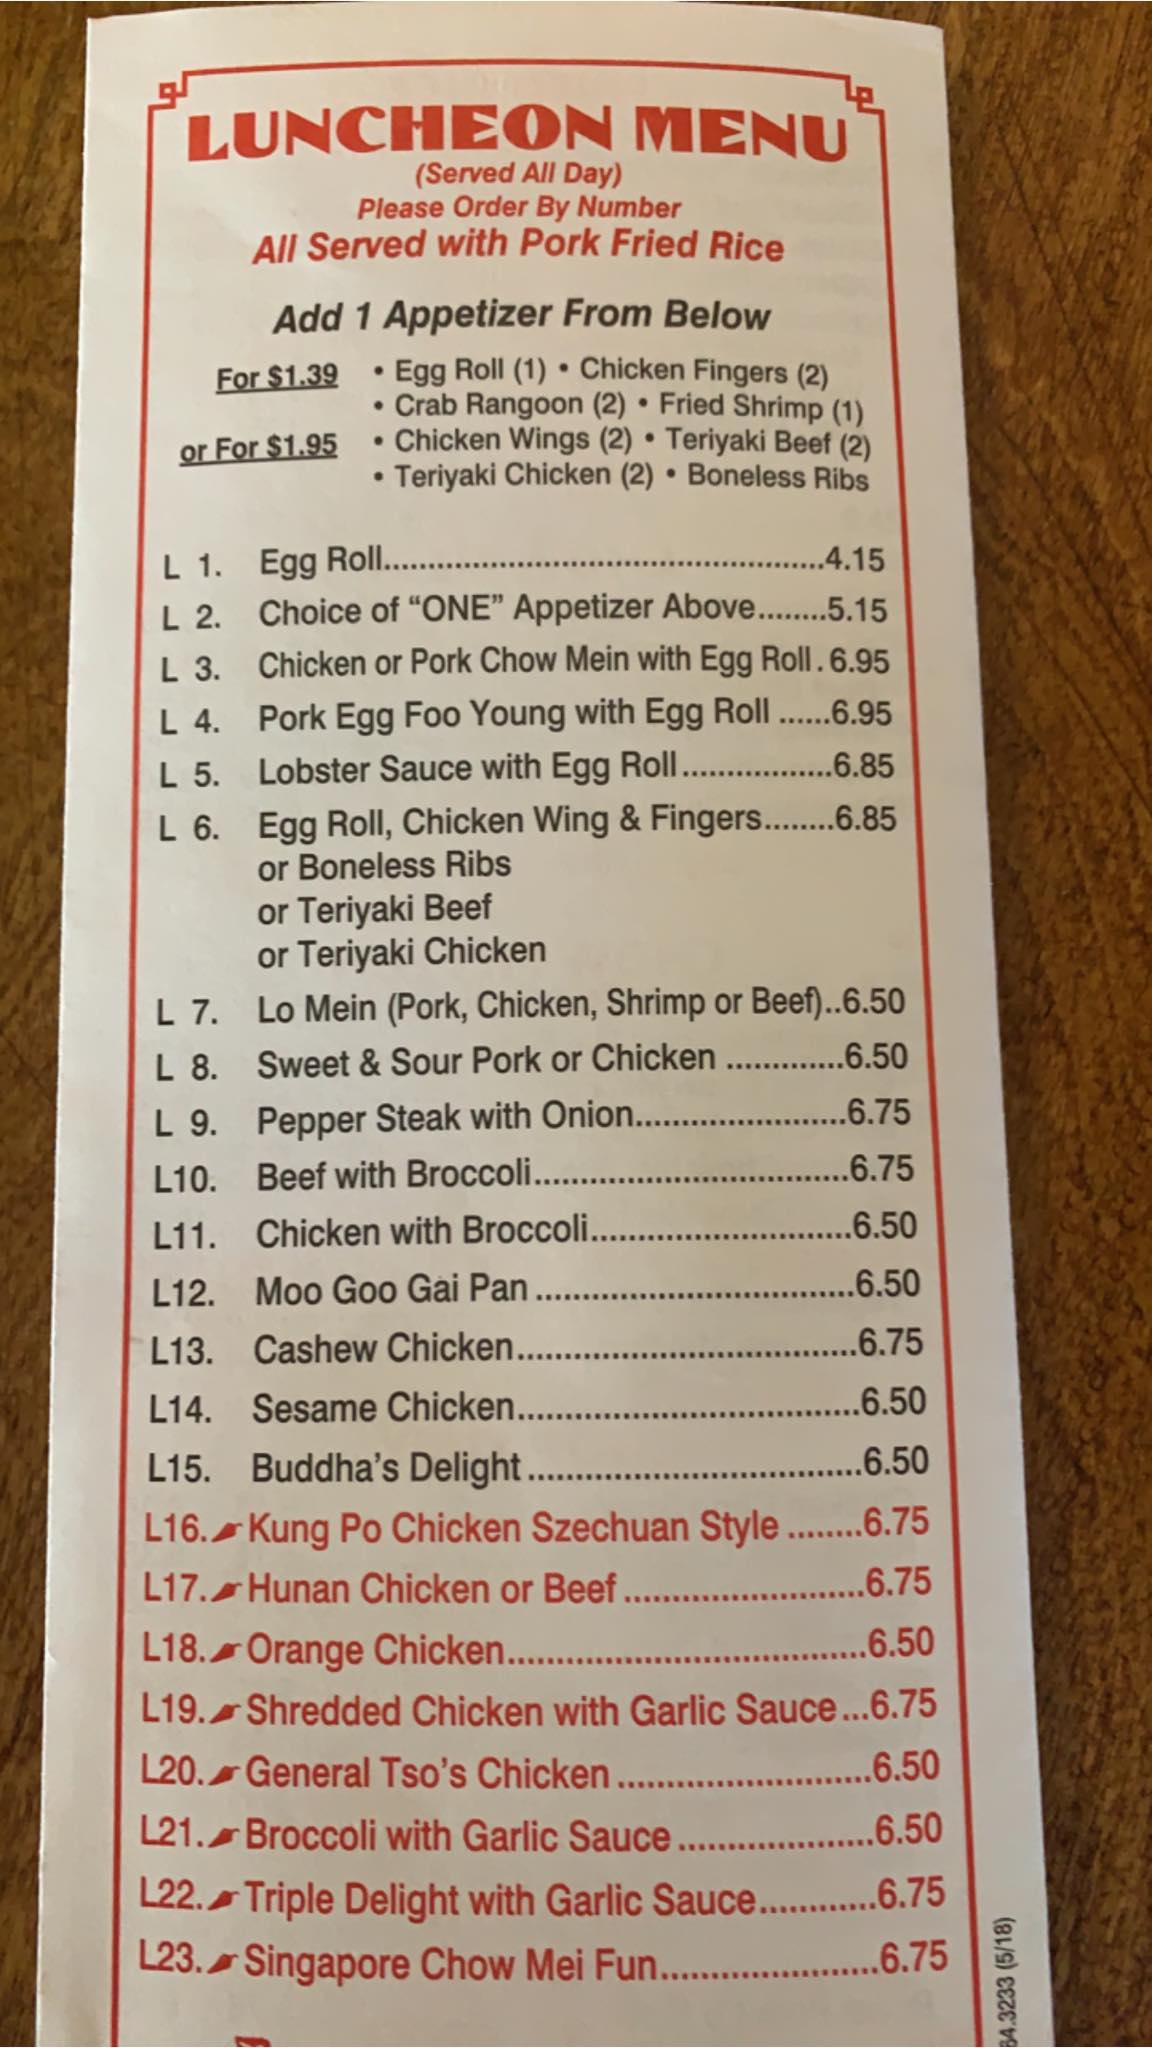 LUNCHEON MENU
(Served All Day)
Please Order By Number
All Served with Pork Fried Rice
Add 1 Appetizer From Below
For $1.39 • Egg Roll (1) • Chicken Fingers (2)
• Crab Rangoon (2) • Fried Shrimp (1)
or For $1.95 • Chicken Wings (2) • Teriyaki Beef (2)
• Teriyaki Chicken (2) • Boneless Ribs
L 1. Egg Roll................................................4.15
L 2. Choice of “ONE” Appetizer Above........5.15
L 3. Chicken or Pork Chow Mein with Egg Roll . 6.95
L 4. Pork Egg Foo Young with Egg Roll ......6.95
L 5. Lobster Sauce with Egg Roll.................6.85
L 6. Egg Roll, Chicken Wing & Fingers........6.85
or Boneless Ribs
or Teriyaki Beef
or Teriyaki Chicken
L 7. Lo Mein (Pork, Chicken, Shrimp or Beef)..6.50
L 8. Sweet & Sour Pork or Chicken .............6.50
L 9. Pepper Steak with Onion.......................6.75
L10. Beef with Broccoli..................................6.75
L11. Chicken with Broccoli............................6.50
L12. Moo Goo Gai Pan ..................................6.50
L13. Cashew Chicken....................................6.75
L14. Sesame Chicken....................................6.50
L15. Buddha's Delight ...................................6.50
L16. Kung Po Chicken Szechuan Style ........6.75
L17. Hunan Chicken or Beef .........................6.75
L18. Orange Chicken.....................................6.50
L19. Shredded Chicken with Garlic Sauce...6.75
L20. General Tso's Chicken ..........................6.50
L21. Broccoli with Garlic Sauce ....................6.50
L22. Triple Delight with Garlic Sauce............6.75
L23. Singapore Chow Mei Fun......................6.75
64.3233 (5/18)